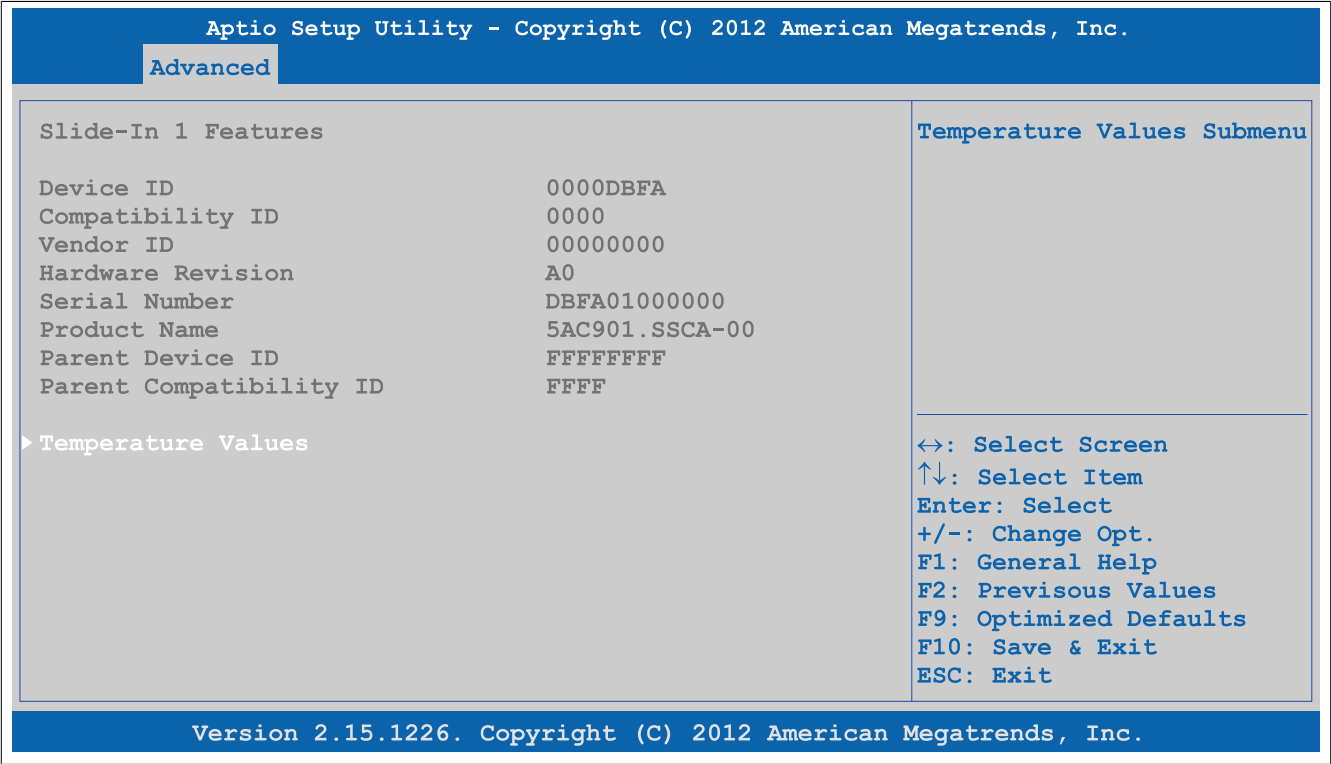 Aptio Setup Utility - Copyright (C) 2012 American Megatrends, Inc.
Advanced
Slide-In 1 Features
Device ID 0000DBFA
Compatibility ID 0000
Vendor ID 00000000
Hardware Revision A0
Serial Number DBFA01000000
Product Name 5AC901.SSCA-00
Parent Device ID FFFFFFFF
Parent Compatibility ID FFFF
Temperature Values
Temperature Values Submenu
↔: Select Screen
↑↓: Select Item
Enter: Select
+/-: Change Opt.
F1: General Help
F2: Previsous Values
F9: Optimized Defaults
F10: Save & Exit
ESC: Exit
Version 2.15.1226. Copyright (C) 2012 American Megatrends, Inc.